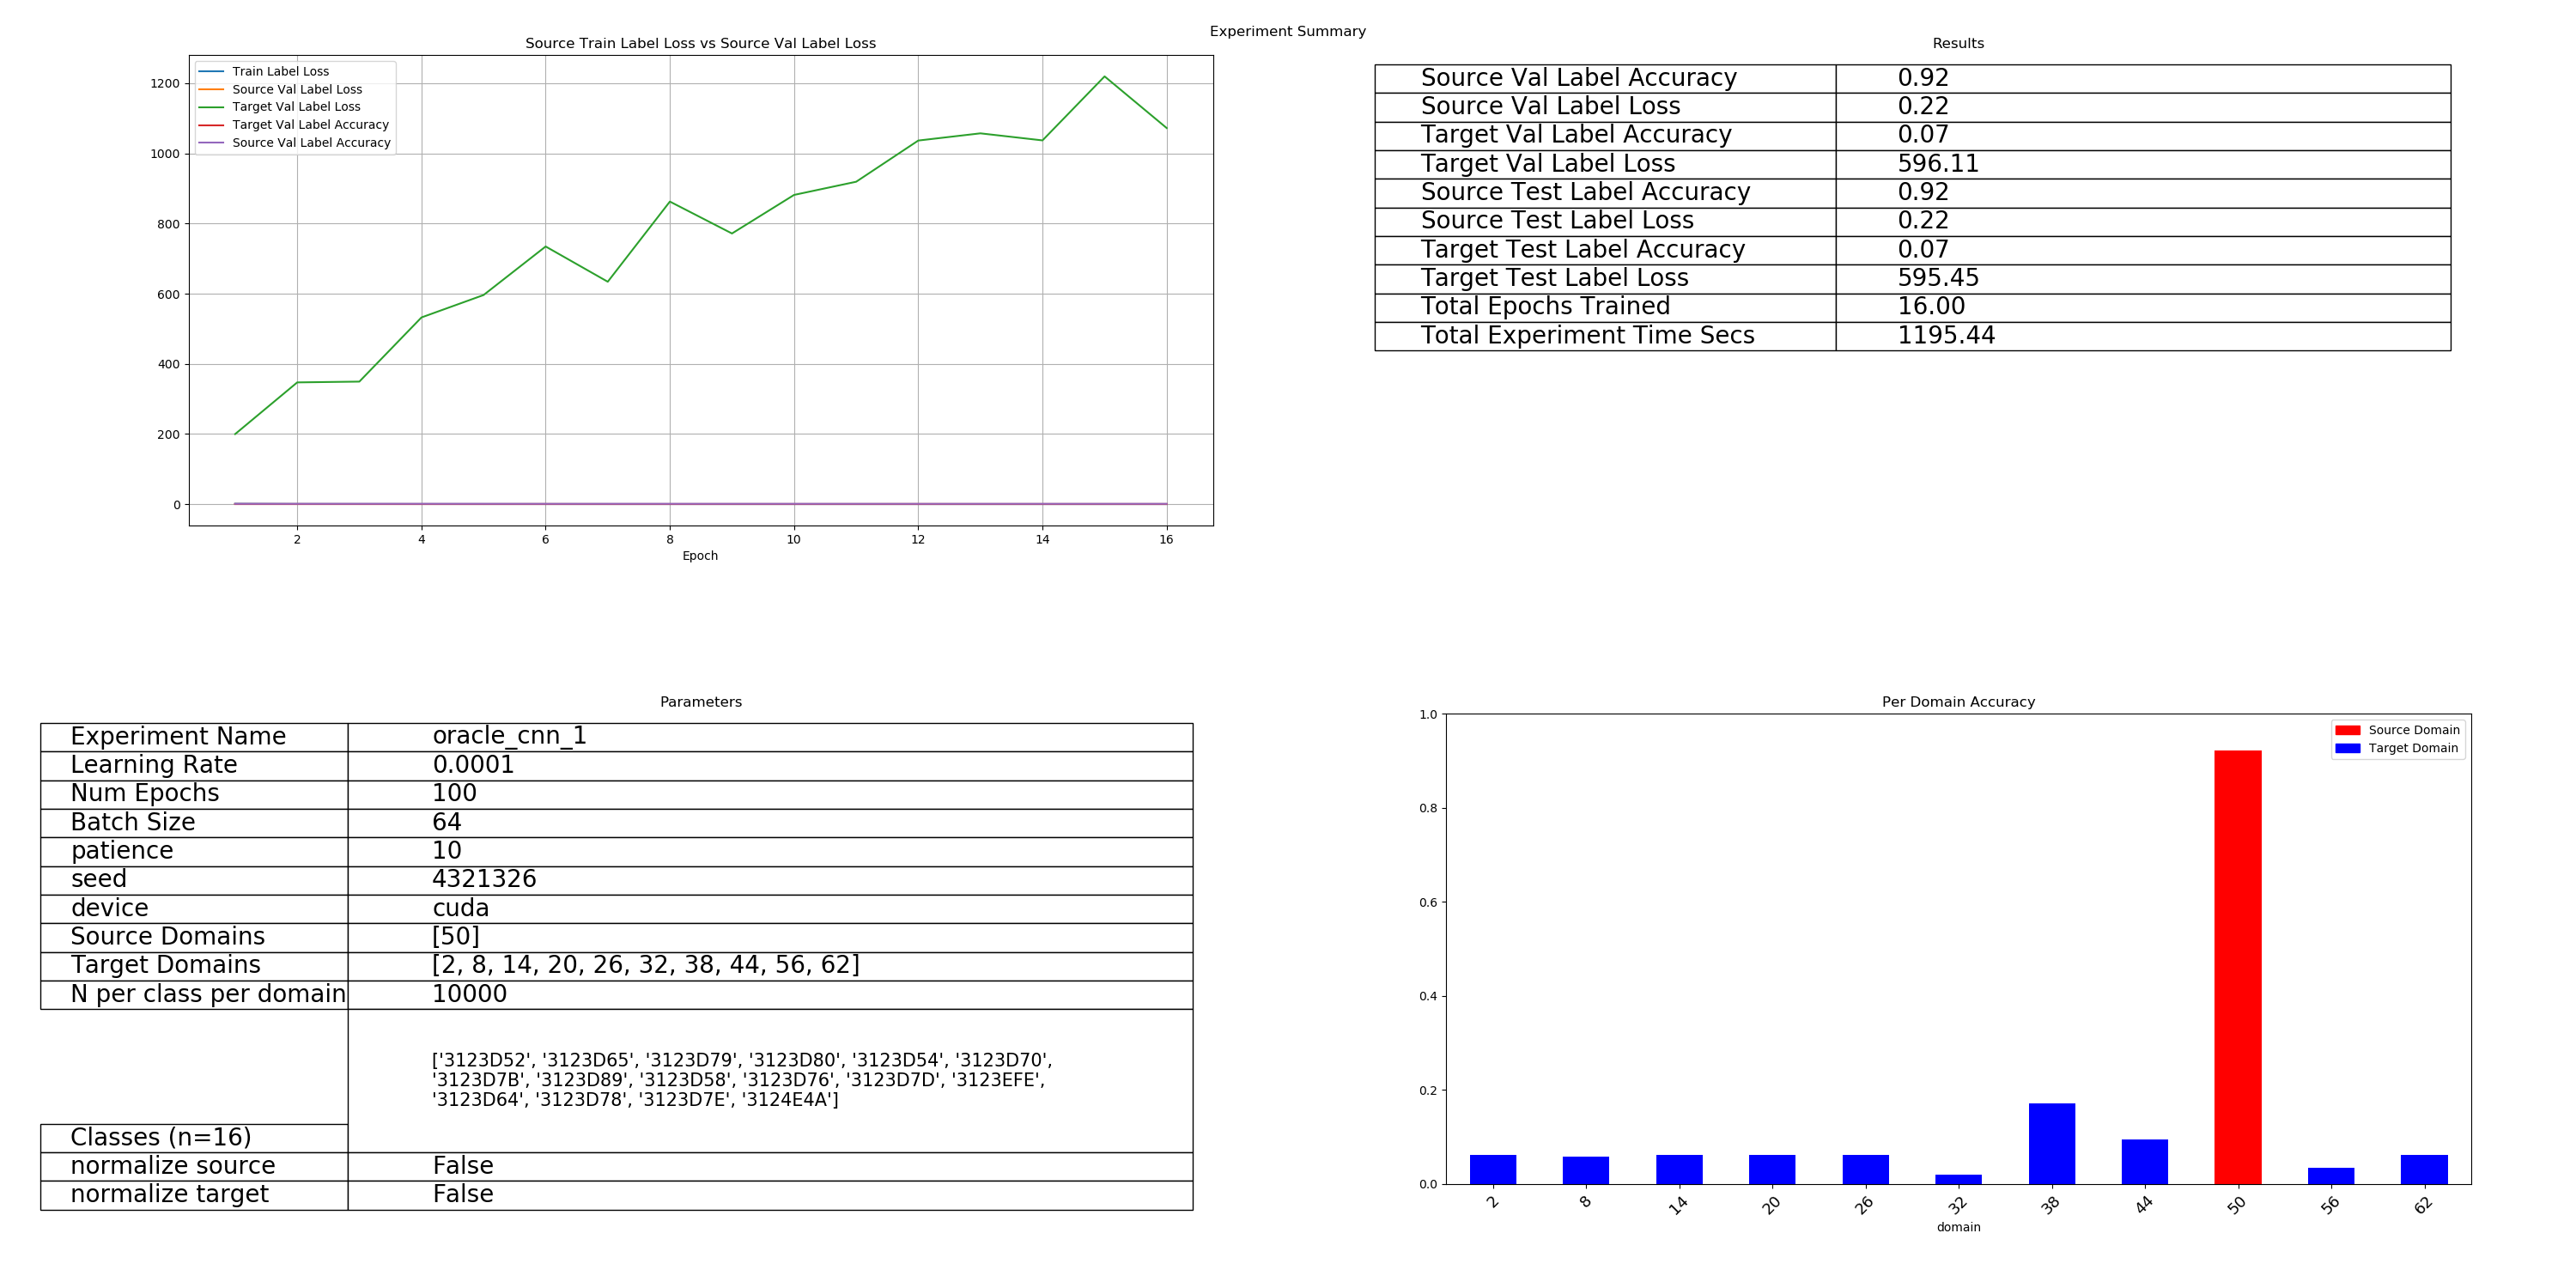 Experiment Summary
Source Train Label Loss vs Source Val Label Loss
Train Label Loss
Source Val Label Loss
Target Val Label Loss
Target Val Label Accuracy
Source Val Label Accuracy
1200
1000
800
600
400
200
0
2 4 6 8 10 12 14 16
Epoch
Results
Source Val Label Accuracy 0.92
Source Val Label Loss 0.22
Target Val Label Accuracy 0.07
Target Val Label Loss 596.11
Source Test Label Accuracy 0.92
Source Test Label Loss 0.22
Target Test Label Accuracy 0.07
Target Test Label Loss 595.45
Total Epochs Trained 16.00
Total Experiment Time Secs 1195.44
Parameters
Experiment Name oracle_cnn_1
Learning Rate 0.0001
Num Epochs 100
Batch Size 64
patience 10
seed 4321326
device cuda
Source Domains [50]
Target Domains [2, 8, 14, 20, 26, 32, 38, 44, 56, 62]
N per class per domain 10000
['3123D52', '3123D65', '3123D79', '3123D80', '3123D54', '3123D70',
'3123D7B', '3123D89', '3123D58', '3123D76', '3123D7D', '3123EFE',
'3123D64', '3123D78', '3123D7E', '3124E4A']
Classes (n=16)
normalize source False
normalize target False
Per Domain Accuracy
Source Domain
Target Domain
1.0
0.8
0.6
0.4
0.2
0.0
2 8 14 20 26 32 38 44 50 56 62
domain